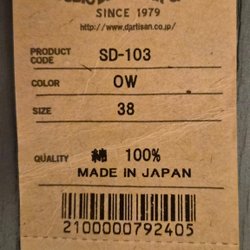 SINCE 1979
http://www.dartisan.co.jp/
PRODUCT CODE SD-103
COLOR OW
SIZE 38
QUALITY 綿 100%
MADE IN JAPAN
2100000792405